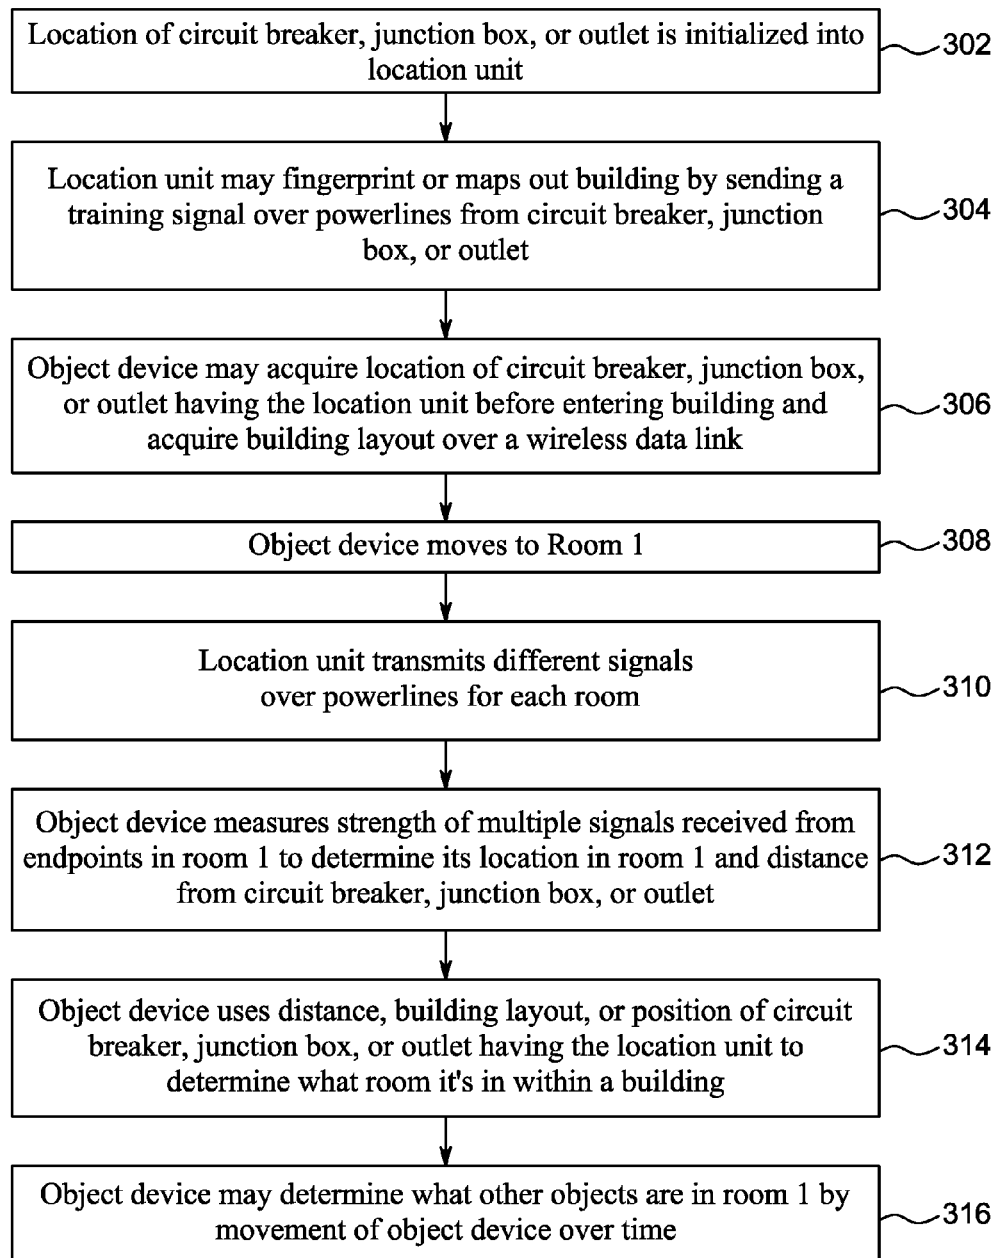 Location of circuit breaker, junction box, or outlet is initialized into
location unit
302
Location unit may fingerprint or maps out building by sending a
training signal over powerlines from circuit breaker, junction
box, or outlet
304
Object device may acquire location of circuit breaker, junction box,
or outlet having the location unit before entering building and
acquire building layout over a wireless data link
306
Object device moves to Room 1
308
Location unit transmits different signals
over powerlines for each room
310
Object device measures strength of multiple signals received from
endpoints in room 1 to determine its location in room 1 and distance
from circuit breaker, junction box, or outlet
312
Object device uses distance, building layout, or position of circuit
breaker, junction box, or outlet having the location unit to
determine what room it's in within a building
314
Object device may determine what other objects are in room 1 by
movement of object device over time
316